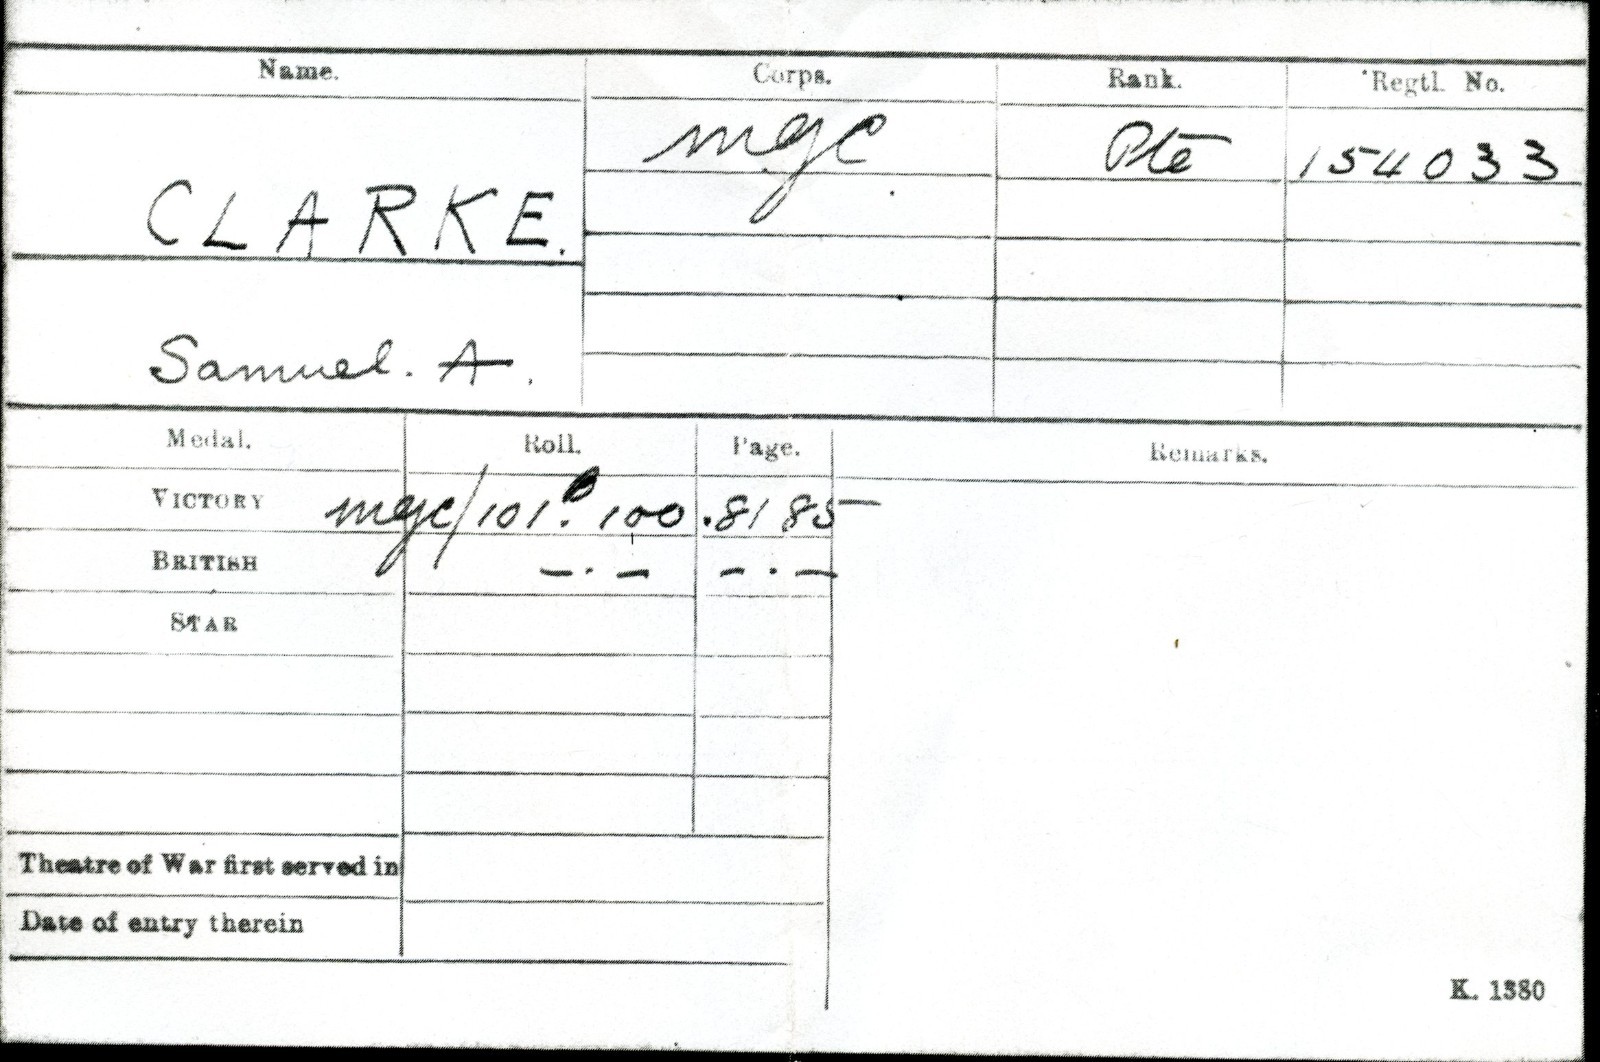 Name. Corps. Rank. Regtl. No.
MGC Pte 154033
CLARKE.
Samuel. A.
Medal. Roll. Page. Remarks.
VICTORY MGC/101B100 .8185
BRITISH —.— —.—
STAR
Theatre of War first served in
Date of entry therein
K. 1380